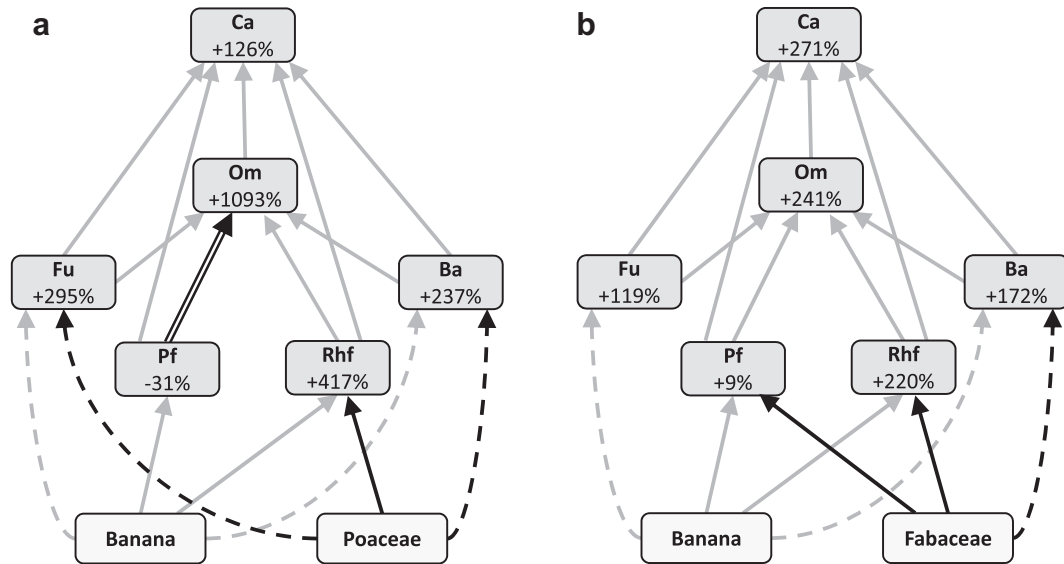 a
Ca
+126%
Om
+1093%
Fu
+295%
Ba
+237%
Pf
-31%
Rhf
+417%
Banana
Poaceae
b
Ca
+271%
Om
+241%
Fu
+119%
Ba
+172%
Pf
+9%
Rhf
+220%
Banana
Fabaceae